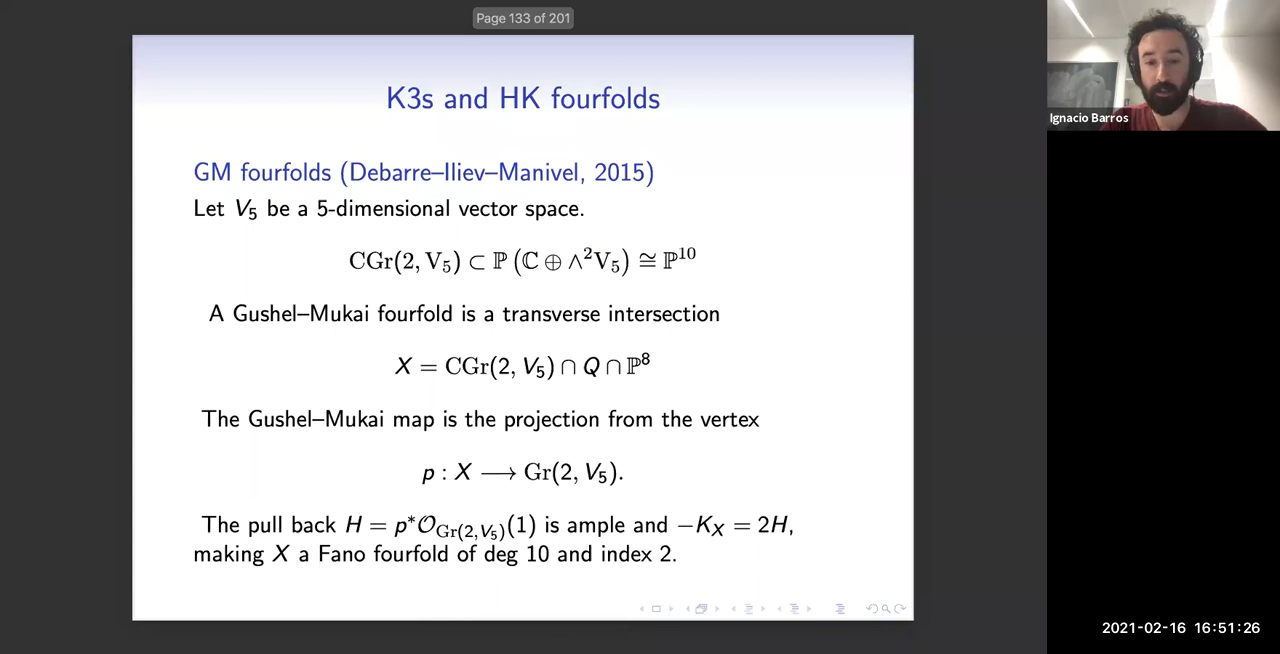 Page 133 of 201
K3s and HK fourfolds
GM fourfolds (Debarre–Iliev–Manivel, 2015)
Let V₅ be a 5-dimensional vector space.
CGr(2, V₅) ⊂ ℙ (ℂ ⊕ ∧²V₅) ≅ ℙ¹⁰
A Gushel–Mukai fourfold is a transverse intersection
X = CGr(2, V₅) ∩ Q ∩ ℙ⁸
The Gushel–Mukai map is the projection from the vertex
p : X ⟶ Gr(2, V₅).
The pull back H = p*𝒪_Gr(2,V₅)(1) is ample and −K_X = 2H,
making X a Fano fourfold of deg 10 and index 2.
Ignacio Barros
2021-02-16 16:51:26